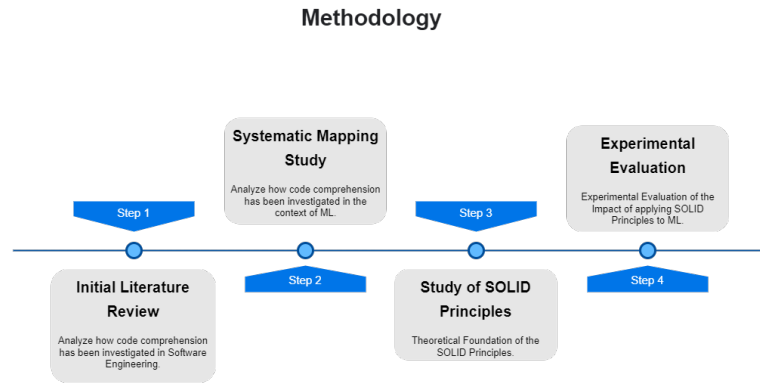 Methodology
Step 1
Initial Literature
Review
Analyze how code comprehension
has been investigated in Software
Engineering.
Systematic Mapping
Study
Analyze how code comprehension
has been investigated in the
context of ML.
Step 2
Step 3
Study of SOLID
Principles
Theoretical Foundation of the
SOLID Principles.
Experimental
Evaluation
Experimental Evaluation of the
Impact of applying SOLID
Principles to ML.
Step 4